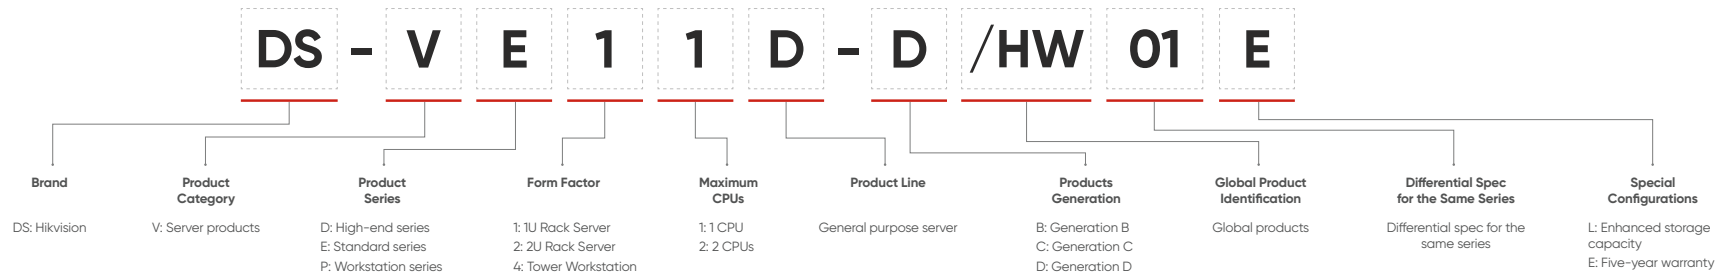 DS - V E 1 1 D - D /HW 01 E
Brand
DS: Hikvision
Product
Category
V: Server products
Product
Series
D: High-end series
E: Standard series
P: Workstation series
Form Factor
1: 1U Rack Server
2: 2U Rack Server
4: Tower Workstation
Maximum
CPUs
1: 1 CPU
2: 2 CPUs
Product Line
General purpose server
Products
Generation
B: Generation B
C: Generation C
D: Generation D
Global Product
Identification
Global products
Differential Spec
for the Same Series
Differential spec for the
same series
Special
Configurations
L: Enhanced storage
capacity
E: Five-year warranty